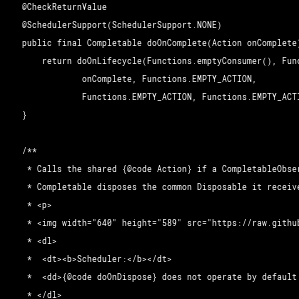 @CheckReturnValue
@SchedulerSupport(SchedulerSupport.NONE)
public final Completable doOnComplete(Action onComplete)
return doOnLifecycle(Functions.emptyConsumer(), Func
onComplete, Functions.EMPTY_ACTION,
Functions.EMPTY_ACTION, Functions.EMPTY_ACTI
}
/**
* Calls the shared {@code Action} if a CompletableObser
* Completable disposes the common Disposable it receive
* <p>
* <img width="640" height="589" src="https://raw.github
* <dl>
* <dt><b>Scheduler:</b></dt>
* <dd>{@code doOnDispose} does not operate by default
* </dl>